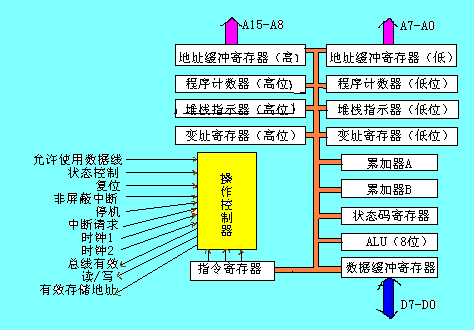 A15-A8
A7-A0
地址缓冲寄存器(高)
地址缓冲寄存器(低)
程序计数器(高位)
程序计数器(低位)
堆栈指示器(高位)
堆栈指示器(低位)
变址寄存器(高位)
变址寄存器(低位)
允许使用数据线
状态控制
复位
非屏蔽中断
停机
中断请求
时钟1
时钟2
总线有效
读/写
有效存储地址
操作控制器
累加器A
累加器B
状态码寄存器
ALU(8位)
指令寄存器
数据缓冲寄存器
D7-D0